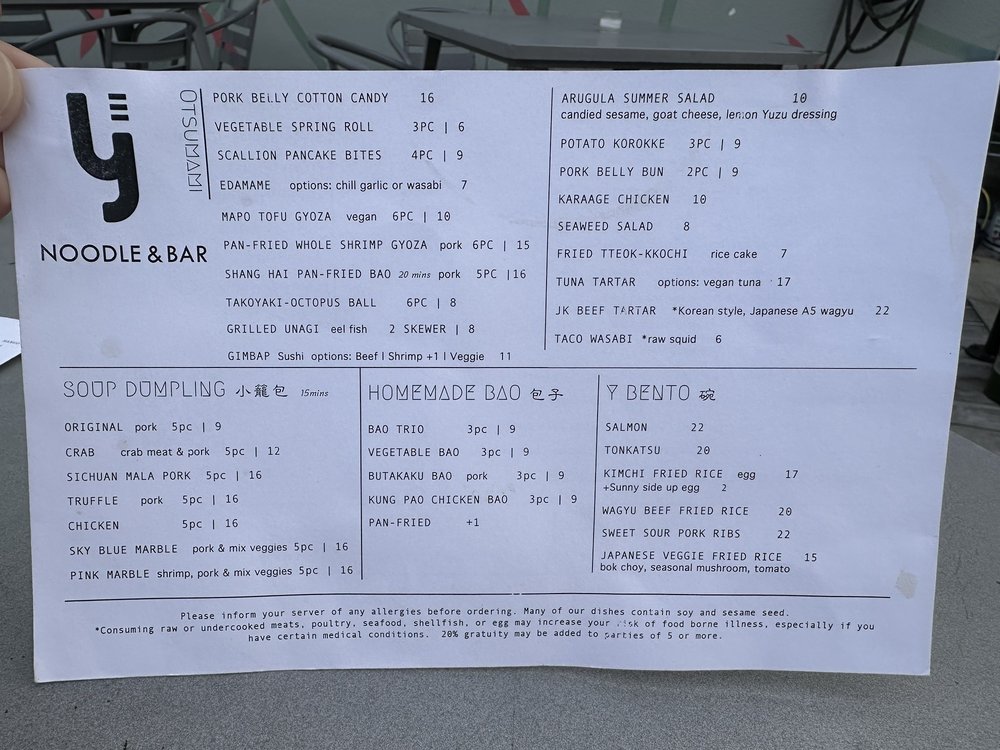 OTSUMAMI
NOODLE & BAR
PORK BELLY COTTON CANDY 16
VEGETABLE SPRING ROLL 3PC | 6
SCALLION PANCAKE BITES 4PC | 9
EDAMAME options: chill garlic or wasabi 7
MAPO TOFU GYOZA vegan 6PC | 10
PAN-FRIED WHOLE SHRIMP GYOZA pork 6PC | 15
SHANG HAI PAN-FRIED BAO 20 mins pork 5PC |16
TAKOYAKI-OCTOPUS BALL 6PC | 8
GRILLED UNAGI eel fish 2 SKEWER | 8
GIMBAP Sushi options: Beef | Shrimp +1 | Veggie 11
ARUGULA SUMMER SALAD 10
candied sesame, goat cheese, lemon Yuzu dressing
POTATO KOROKKE 3PC | 9
PORK BELLY BUN 2PC | 9
KARAAGE CHICKEN 10
SEAWEED SALAD 8
FRIED TTEOK-KKOCHI rice cake 7
TUNA TARTAR options: vegan tuna 17
JK BEEF TARTAR *Korean style, Japanese A5 wagyu 22
TACO WASABI *raw squid 6
SOUP DUMPLING 小籠包 15mins
ORIGINAL pork 5pc | 9
CRAB crab meat & pork 5pc | 12
SICHUAN MALA PORK 5pc | 16
TRUFFLE pork 5pc | 16
CHICKEN 5pc | 16
SKY BLUE MARBLE pork & mix veggies 5pc | 16
PINK MARBLE shrimp, pork & mix veggies 5pc | 16
HOMEMADE BAO 包子
BAO TRIO 3pc | 9
VEGETABLE BAO 3pc | 9
BUTAKAKU BAO pork 3pc | 9
KUNG PAO CHICKEN BAO 3pc | 9
PAN-FRIED +1
Y BENTO 碗
SALMON 22
TONKATSU 20
KIMCHI FRIED RICE egg 17
+Sunny side up egg 2
WAGYU BEEF FRIED RICE 20
SWEET SOUR PORK RIBS 22
JAPANESE VEGGIE FRIED RICE 15
bok choy, seasonal mushroom, tomato
Please inform your server of any allergies before ordering. Many of our dishes contain soy and sesame seed.
*Consuming raw or undercooked meats, poultry, seafood, shellfish, or egg may increase your risk of food borne illness, especially if you
have certain medical conditions. 20% gratuity may be added to parties of 5 or more.